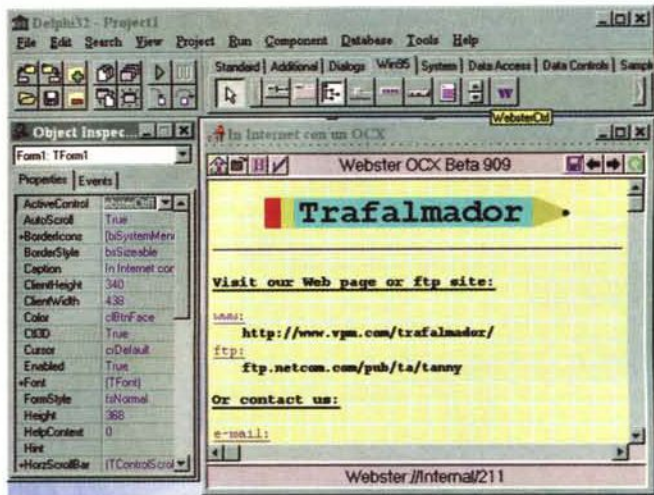 Delphi32 - Project1
File Edit Search View Project Run Component Database Tools Help
Standard Additional Dialogs Win95 System Data Access Data Controls Sampl
WebsterCtrl
Object Inspec...
Form1: TForm1
Properties Events
ActiveControl ebsterCtrl1
AutoScroll True
+BorderIcons [biSystemMen
BorderStyle bsSizeable
Caption In Internet con
ClientHeight 340
ClientWidth 438
Color clBtnFace
Ctl3D True
Cursor crDefault
Enabled True
+Font (TFont)
FormStyle fsNormal
Height 368
HelpContext 0
Hint
+HorzScrollBar (TControlScrol
In Internet con un OCX
Webster OCX Beta 909
Trafalmador
Visit our Web page or ftp site:
www:
http://www.vpm.com/trafalmador/
ftp:
ftp.netcom.com/pub/ta/tanny
Or contact us:
e-mail:
Webster://Internal/211